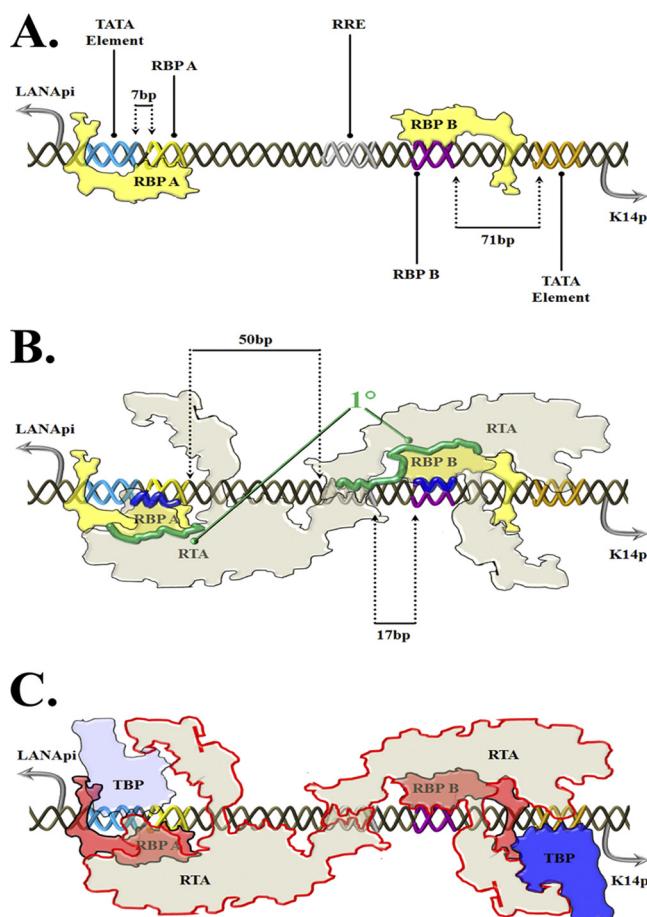 A.
TATA
Element
RBP A
RRE
LANApi
7bp
RBP B
RBP A
K14p
71bp
RBP B
TATA
Element
B.
50bp
1°
LANApi
RTA
RBP B
RBP A
RTA
K14p
17bp
C.
LANApi
TBP
RTA
RBP B
RBP A
TBP
RTA
K14p